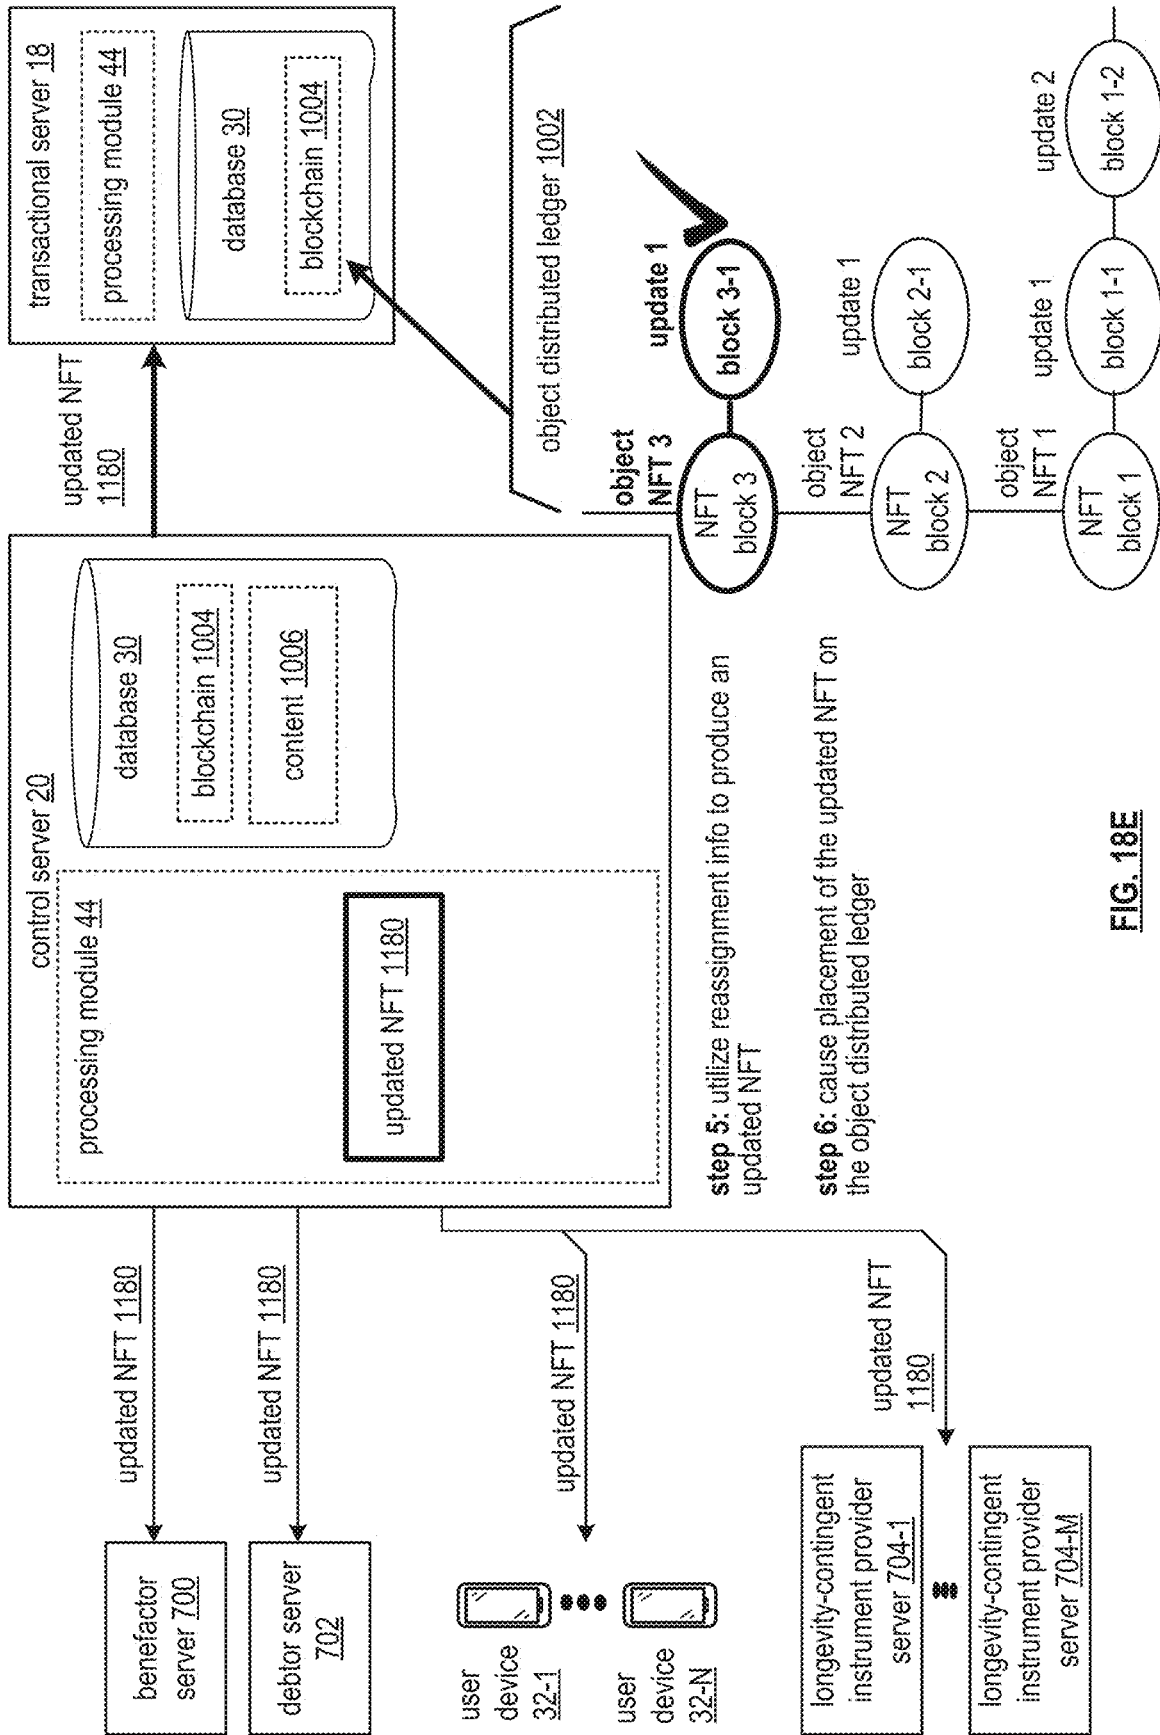 benefactor
server 700
debtor server
702
user
device
32-1
user
device
32-N
longevity-contingent
instrument provider
server 704-1
longevity-contingent
instrument provider
server 704-M
updated NFT 1180
updated NFT 1180
updated NFT 1180
updated NFT
1180
control server 20
processing module 44
updated NFT 1180
database 30
blockchain 1004
content 1006
updated NFT
1180
transactional server 18
processing module 44
database 30
blockchain 1004
step 5: utilize reassignment info to produce an
updated NFT
step 6: cause placement of the updated NFT on
the object distributed ledger
object distributed ledger 1002
object
NFT 3
NFT
block 3
update 1
block 3-1
object
NFT 2
NFT
block 2
update 1
block 2-1
object
NFT 1
NFT
block 1
update 1
block 1-1
update 2
block 1-2
FIG. 18E